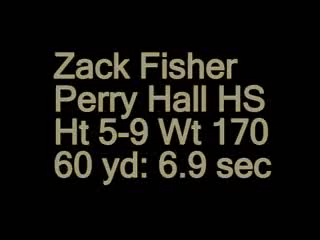 Zack Fisher
Perry Hall HS
Ht 5-9 Wt 170
60 yd: 6.9 sec